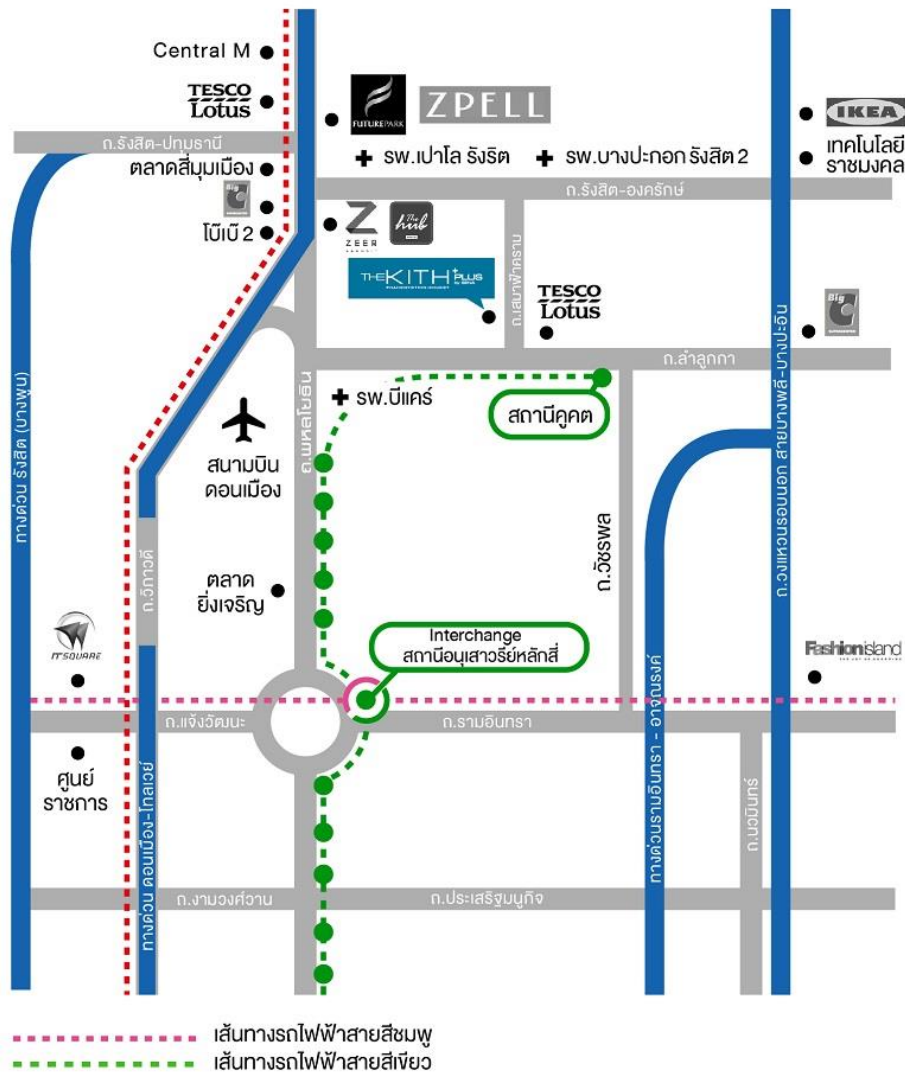 Central M
TESCO
Lotus
FUTUREPARK
ZPELL
IKEA
ถ.รังสิต-ปทุมธานี
รพ.เปาโล รังริต
รพ.บางปะกอก รังสิต 2
เทคโนโลยี
ราชมงคล
ตลาดสี่มุมเมือง
ถ.รังสิต-องครักษ์
Big
C
โบ๊เบ๊ 2
Z
ZEER
The
hub
THE KITH +PLUS
ถ.เสมาฟ้าคราม
TESCO
Lotus
Big
C
ถ.ลำลูกกา
ทางด่วน รังสิต (บางพูน)
ถ.พหลโยธิน
รพ.บีแคร์
สถานีคูคต
ถ.วงแหวนรอบนอก สายบางพลี-บางปะอิน
สนามบิน
ดอนเมือง
ถ.วิภาวดี
ถ.วัชรพล
ตลาด
ยิ่งเจริญ
IT SQUARE
Interchange
สถานีอนุเสาวรีย์หลักสี่
Fashion island
ถ.แจ้งวัฒนะ
ถ.รามอินทรา
ทางด่วนรามอินทรา - อาจณรงค์
ศูนย์
ราชการ
ถ.นวมินทร์
ทางด่วน ดอนเมือง-โทลเวย์
ถ.งามวงศ์วาน
ถ.ประเสริฐมนูกิจ
เส้นทางรถไฟฟ้าสายสีชมพู
เส้นทางรถไฟฟ้าสายสีเขียว